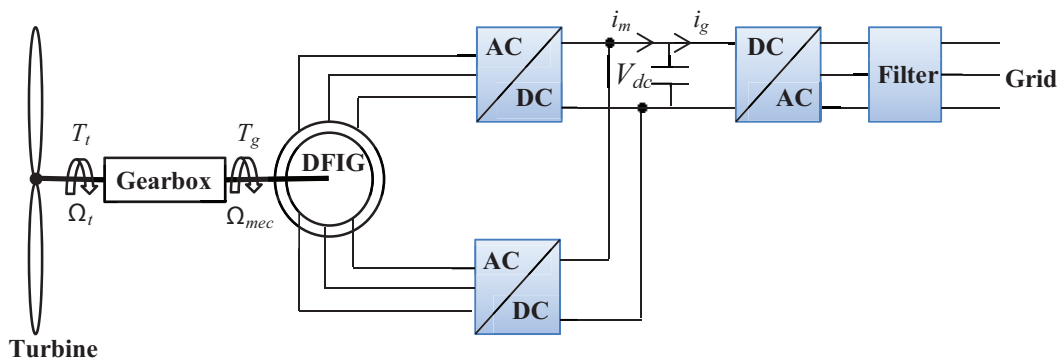 AC
DC
i_m
i_g
V_dc
DC
AC
Filter
Grid
T_t
Gearbox
T_g
DFIG
Ω_t
Ω_mec
AC
DC
Turbine